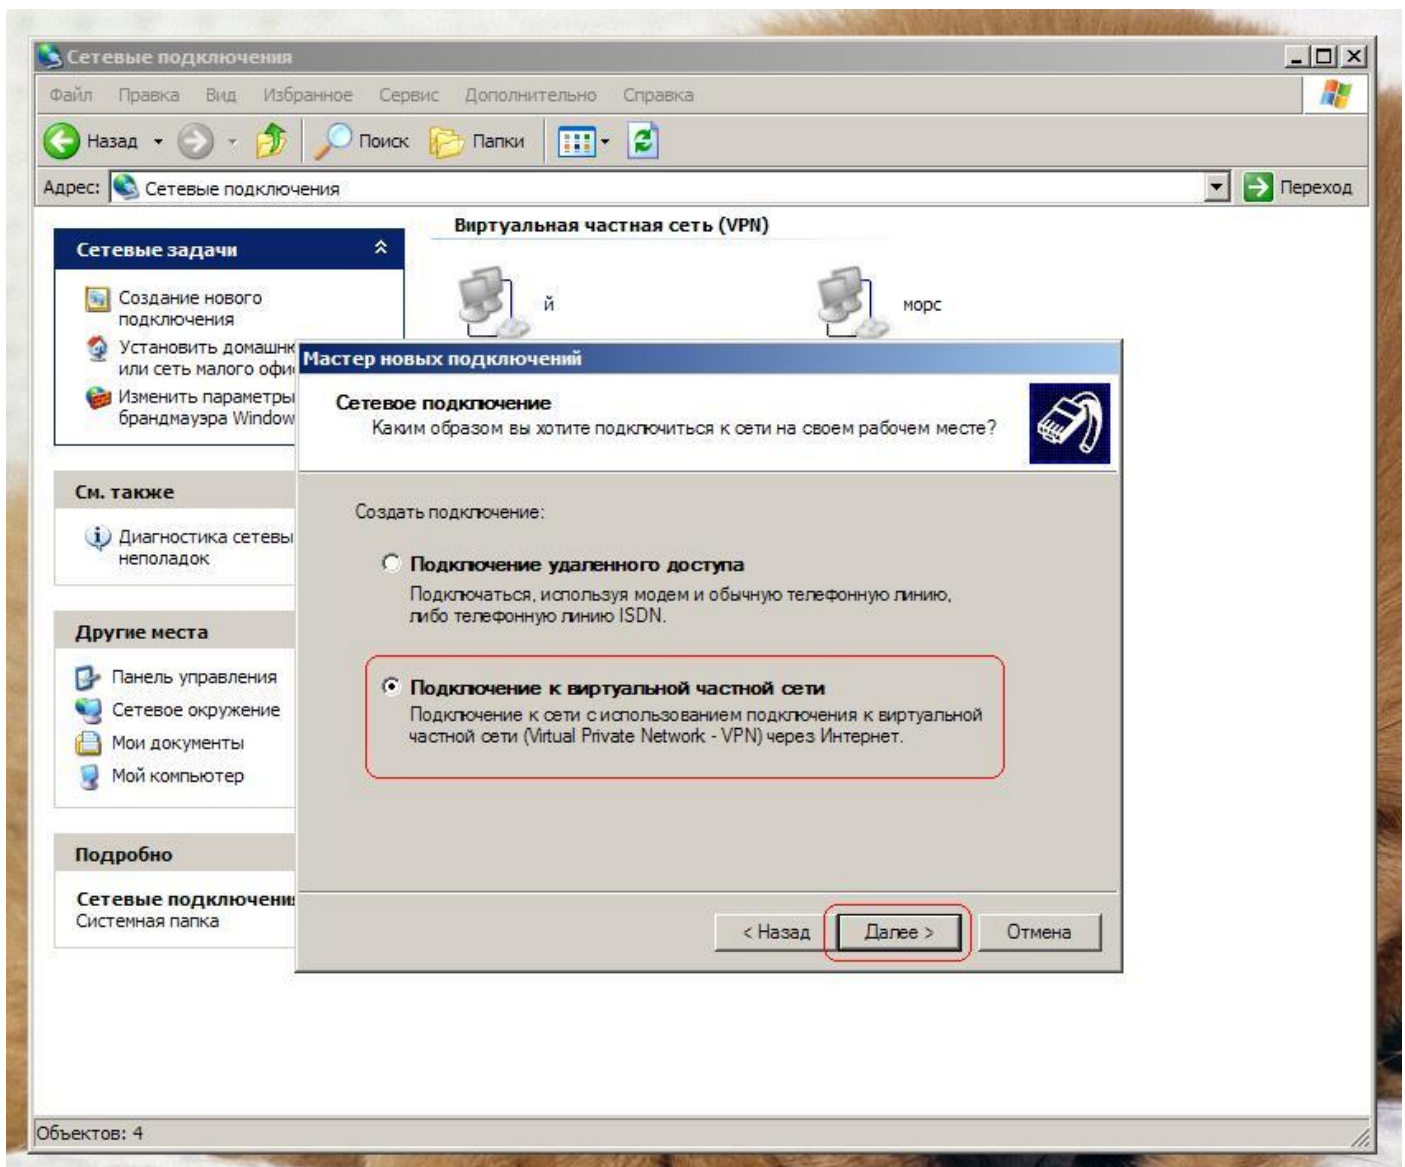 Сетевые подключения
Файл Правка Вид Избранное Сервис Дополнительно Справка
Назад Поиск Папки
Адрес: Сетевые подключения Переход
Виртуальная частная сеть (VPN)
Сетевые задачи
й морс
Создание нового
подключения
Установить домашн
или сеть малого офи
Изменить параметры
брандмауэра Window
См. также
Диагностика сетевы
неполадок
Другие места
Панель управления
Сетевое окружение
Мои документы
Мой компьютер
Подробно
Сетевые подключени
Системная папка
Мастер новых подключений
Сетевое подключение
Каким образом вы хотите подключиться к сети на своем рабочем месте?
Создать подключение:
Подключение удаленного доступа
Подключаться, используя модем и обычную телефонную линию,
либо телефонную линию ISDN.
Подключение к виртуальной частной сети
Подключение к сети с использованием подключения к виртуальной
частной сети (Virtual Private Network - VPN) через Интернет.
< Назад Далее > Отмена
Объектов: 4